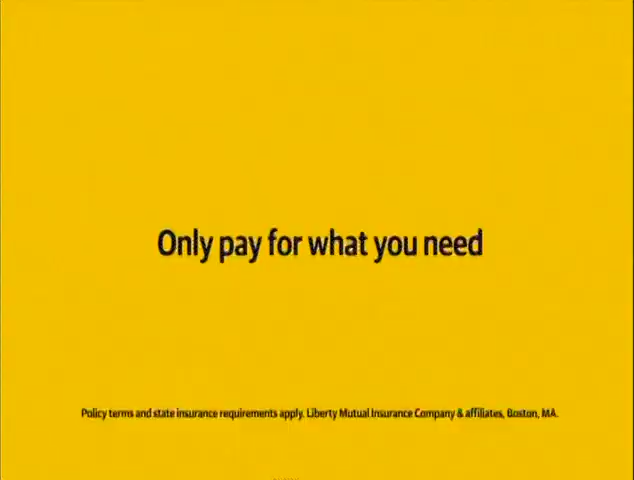 Only pay for what you need
Policy terms and state insurance requirements apply. Liberty Mutual Insurance Company & affiliates, Boston, MA.